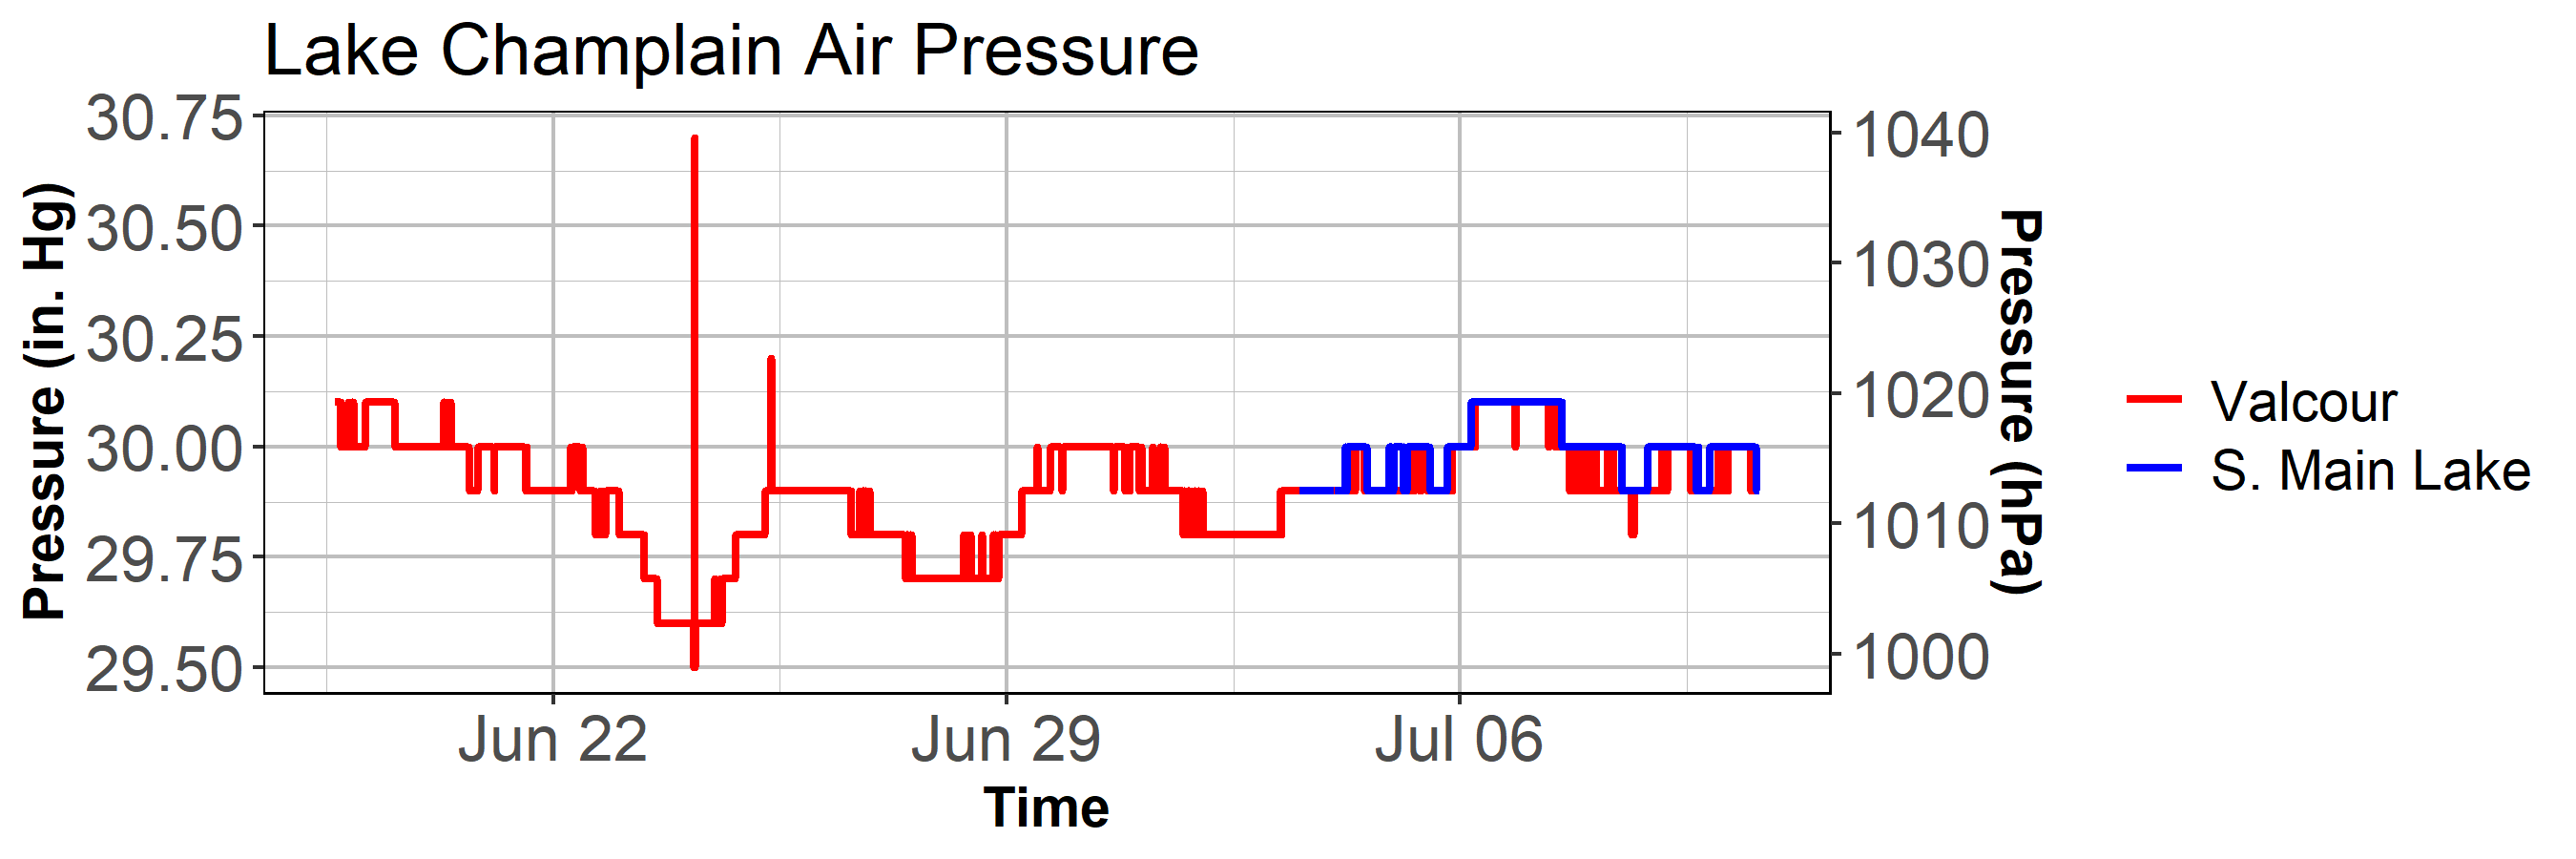 Lake Champlain Air Pressure
Pressure (in. Hg)
30.75
30.50
30.25
30.00
29.75
29.50
1040
1030
1020
1010
1000
Pressure (hPa)
Jun 22
Jun 29
Jul 06
Time
Valcour
S. Main Lake